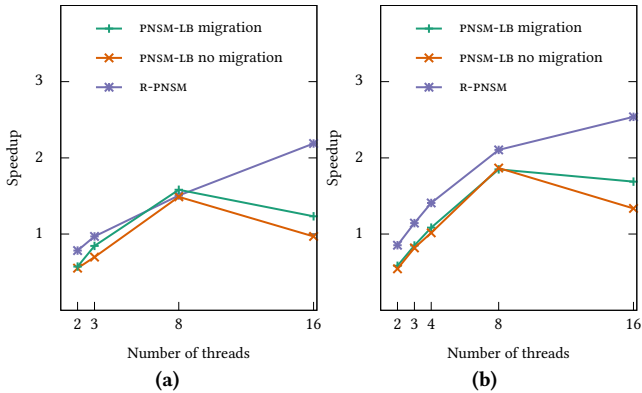 PNSM-LB migration
PNSM-LB no migration
R-PNSM
3
2
1
Speedup
2 3 8 16
Number of threads
(a)
PNSM-LB migration
PNSM-LB no migration
R-PNSM
3
2
1
Speedup
2 3 4 8 16
Number of threads
(b)